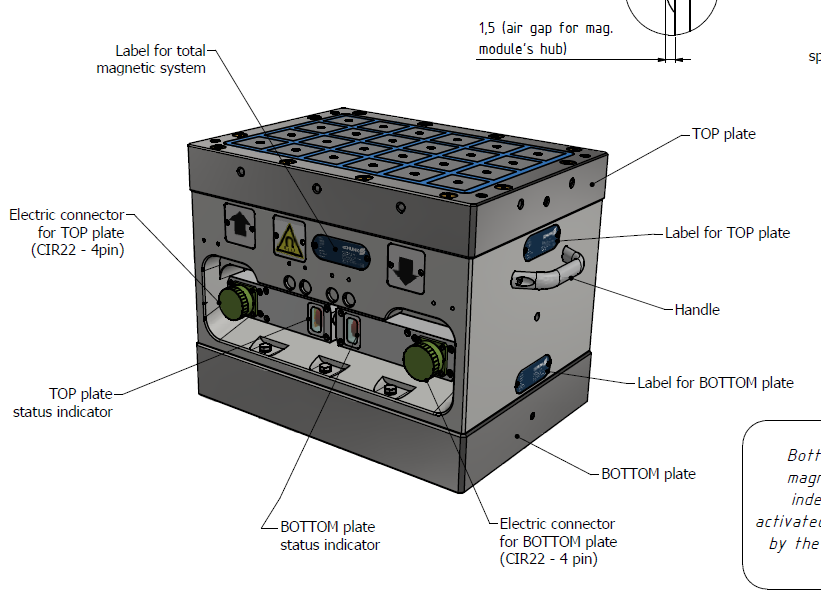 1,5 (air gap for mag.
module's hub)
sp
Label for total
magnetic system
TOP plate
Electric connector
for TOP plate
(CIR22 - 4pin)
Label for TOP plate
Handle
TOP plate
status indicator
Label for BOTTOM plate
BOTTOM plate
BOTTOM plate
status indicator
Electric connector
for BOTTOM plate
(CIR22 - 4 pin)
Bott
magn
inde
activated
by the